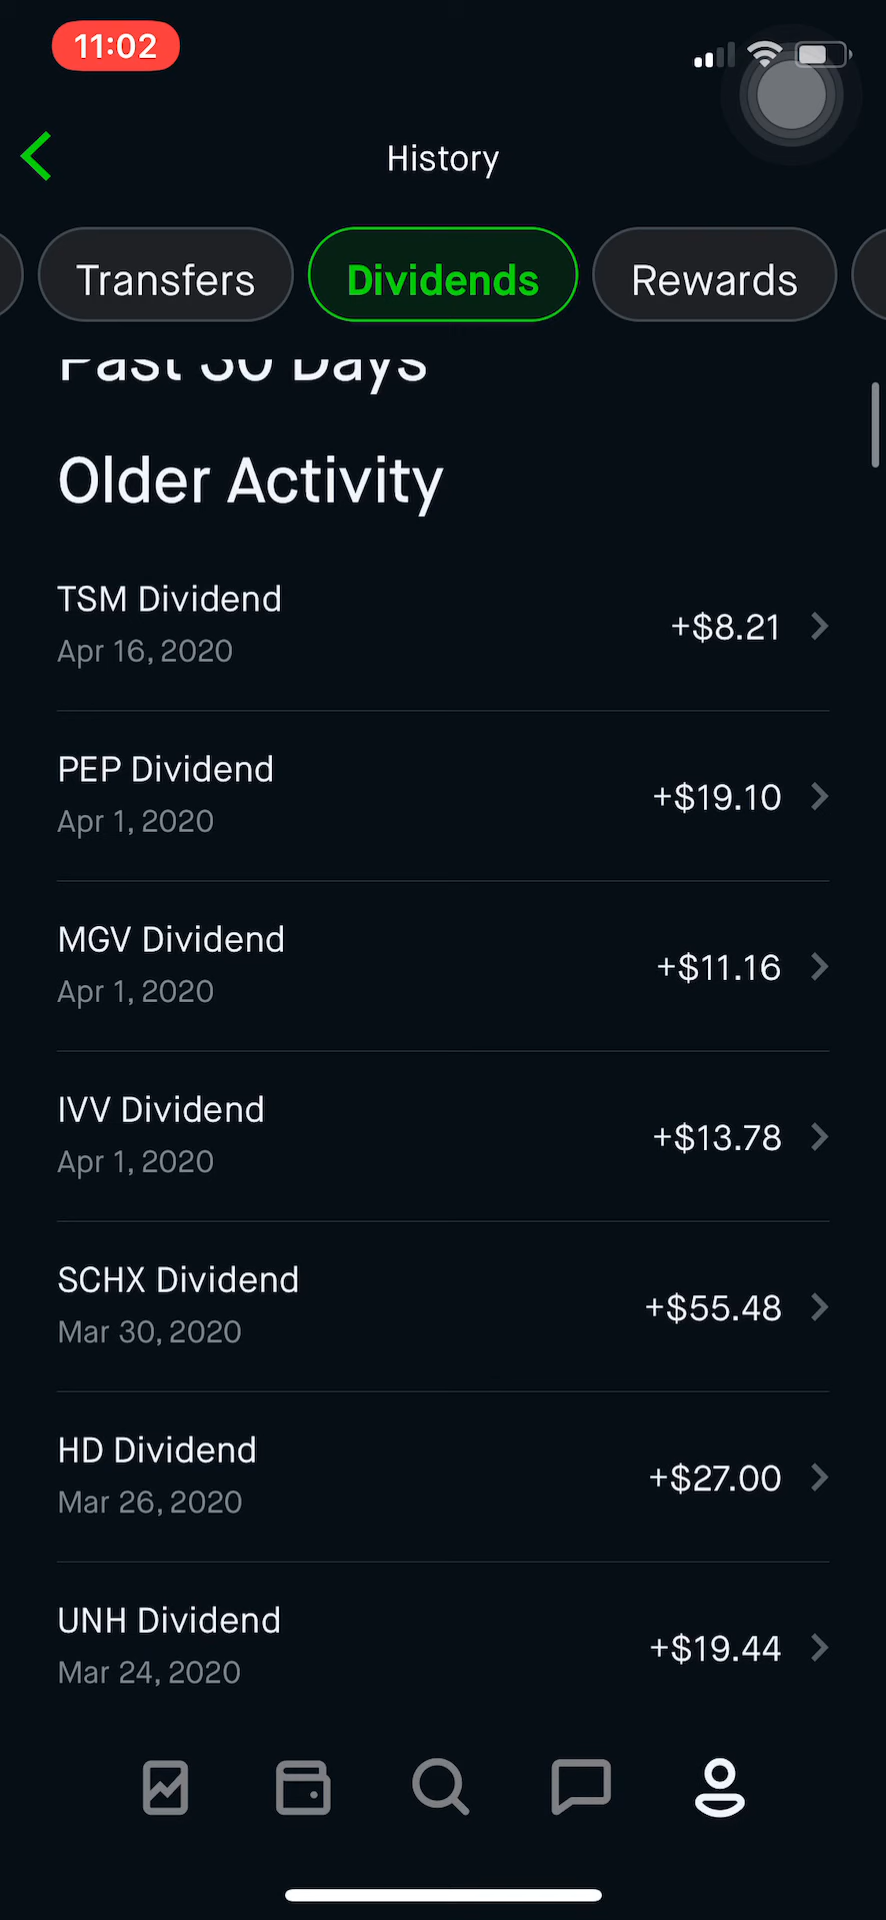 11:02
History
Transfers
Dividends
Rewards
Past 30 Days
Older Activity
TSM Dividend
Apr 16, 2020
+$8.21
PEP Dividend
Apr 1, 2020
+$19.10
MGV Dividend
Apr 1, 2020
+$11.16
IVV Dividend
Apr 1, 2020
+$13.78
SCHX Dividend
Mar 30, 2020
+$55.48
HD Dividend
Mar 26, 2020
+$27.00
UNH Dividend
Mar 24, 2020
+$19.44